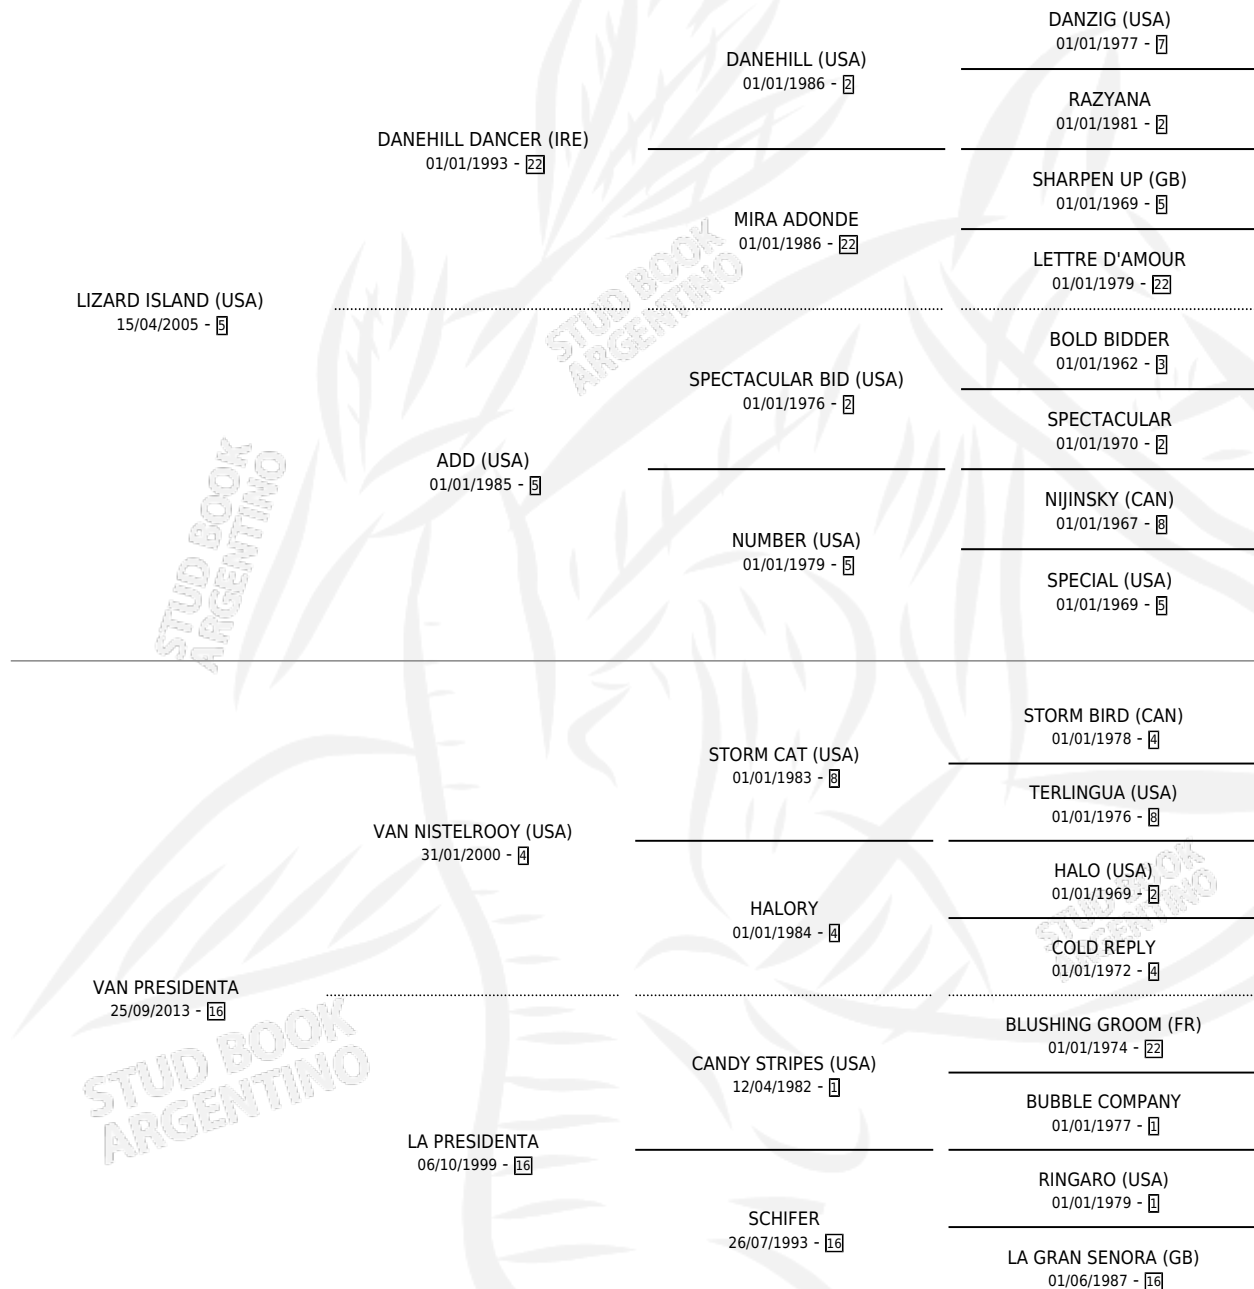 DANZIG (USA)
01/01/1977 - 7
DANEHILL (USA)
01/01/1986 - 2
RAZYANA
01/01/1981 - 2
DANEHILL DANCER (IRE)
01/01/1993 - 22
SHARPEN UP (GB)
01/01/1969 - 5
MIRA ADONDE
01/01/1986 - 22
LETTRE D'AMOUR
01/01/1979 - 22
LIZARD ISLAND (USA)
15/04/2005 - 5
BOLD BIDDER
01/01/1962 - 3
SPECTACULAR BID (USA)
01/01/1976 - 2
SPECTACULAR
01/01/1970 - 2
ADD (USA)
01/01/1985 - 5
NIJINSKY (CAN)
01/01/1967 - 8
NUMBER (USA)
01/01/1979 - 5
SPECIAL (USA)
01/01/1969 - 5
STUD BOOK
ARGENTINO
STUD BOOK
ARGENTINO
STORM BIRD (CAN)
01/01/1978 - 4
STORM CAT (USA)
01/01/1983 - 8
TERLINGUA (USA)
01/01/1976 - 8
VAN NISTELROOY (USA)
31/01/2000 - 4
HALO (USA)
01/01/1969 - 2
HALORY
01/01/1984 - 4
COLD REPLY
01/01/1972 - 4
STUD BOOK
ARGENTINO
VAN PRESIDENTA
25/09/2013 - 16
BLUSHING GROOM (FR)
01/01/1974 - 22
CANDY STRIPES (USA)
12/04/1982 - 1
BUBBLE COMPANY
01/01/1977 - 1
STUD BOOK
ARGENTINO
LA PRESIDENTA
06/10/1999 - 16
RINGARO (USA)
01/01/1979 - 1
SCHIFER
26/07/1993 - 16
LA GRAN SENORA (GB)
01/06/1987 - 16